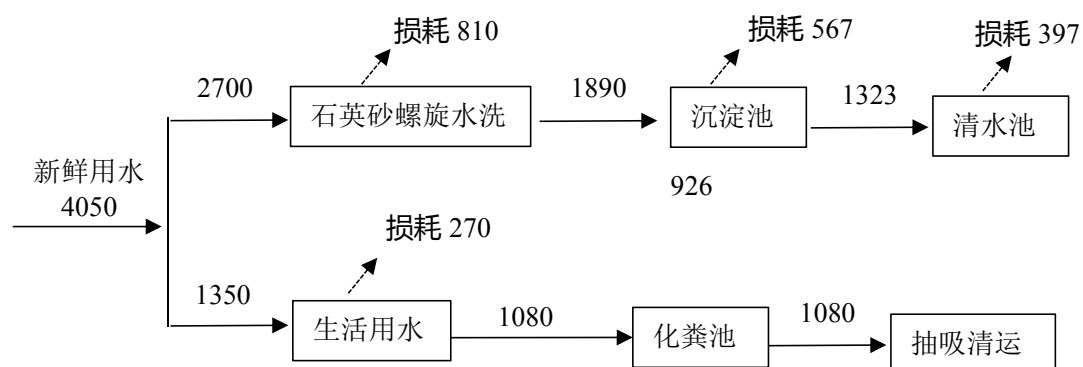 损耗 810
损耗 567
损耗 397
2700
石英砂螺旋水洗
1890
沉淀池
1323
清水池
新鲜用水
4050
926
损耗 270
1350
生活用水
1080
化粪池
1080
抽吸清运